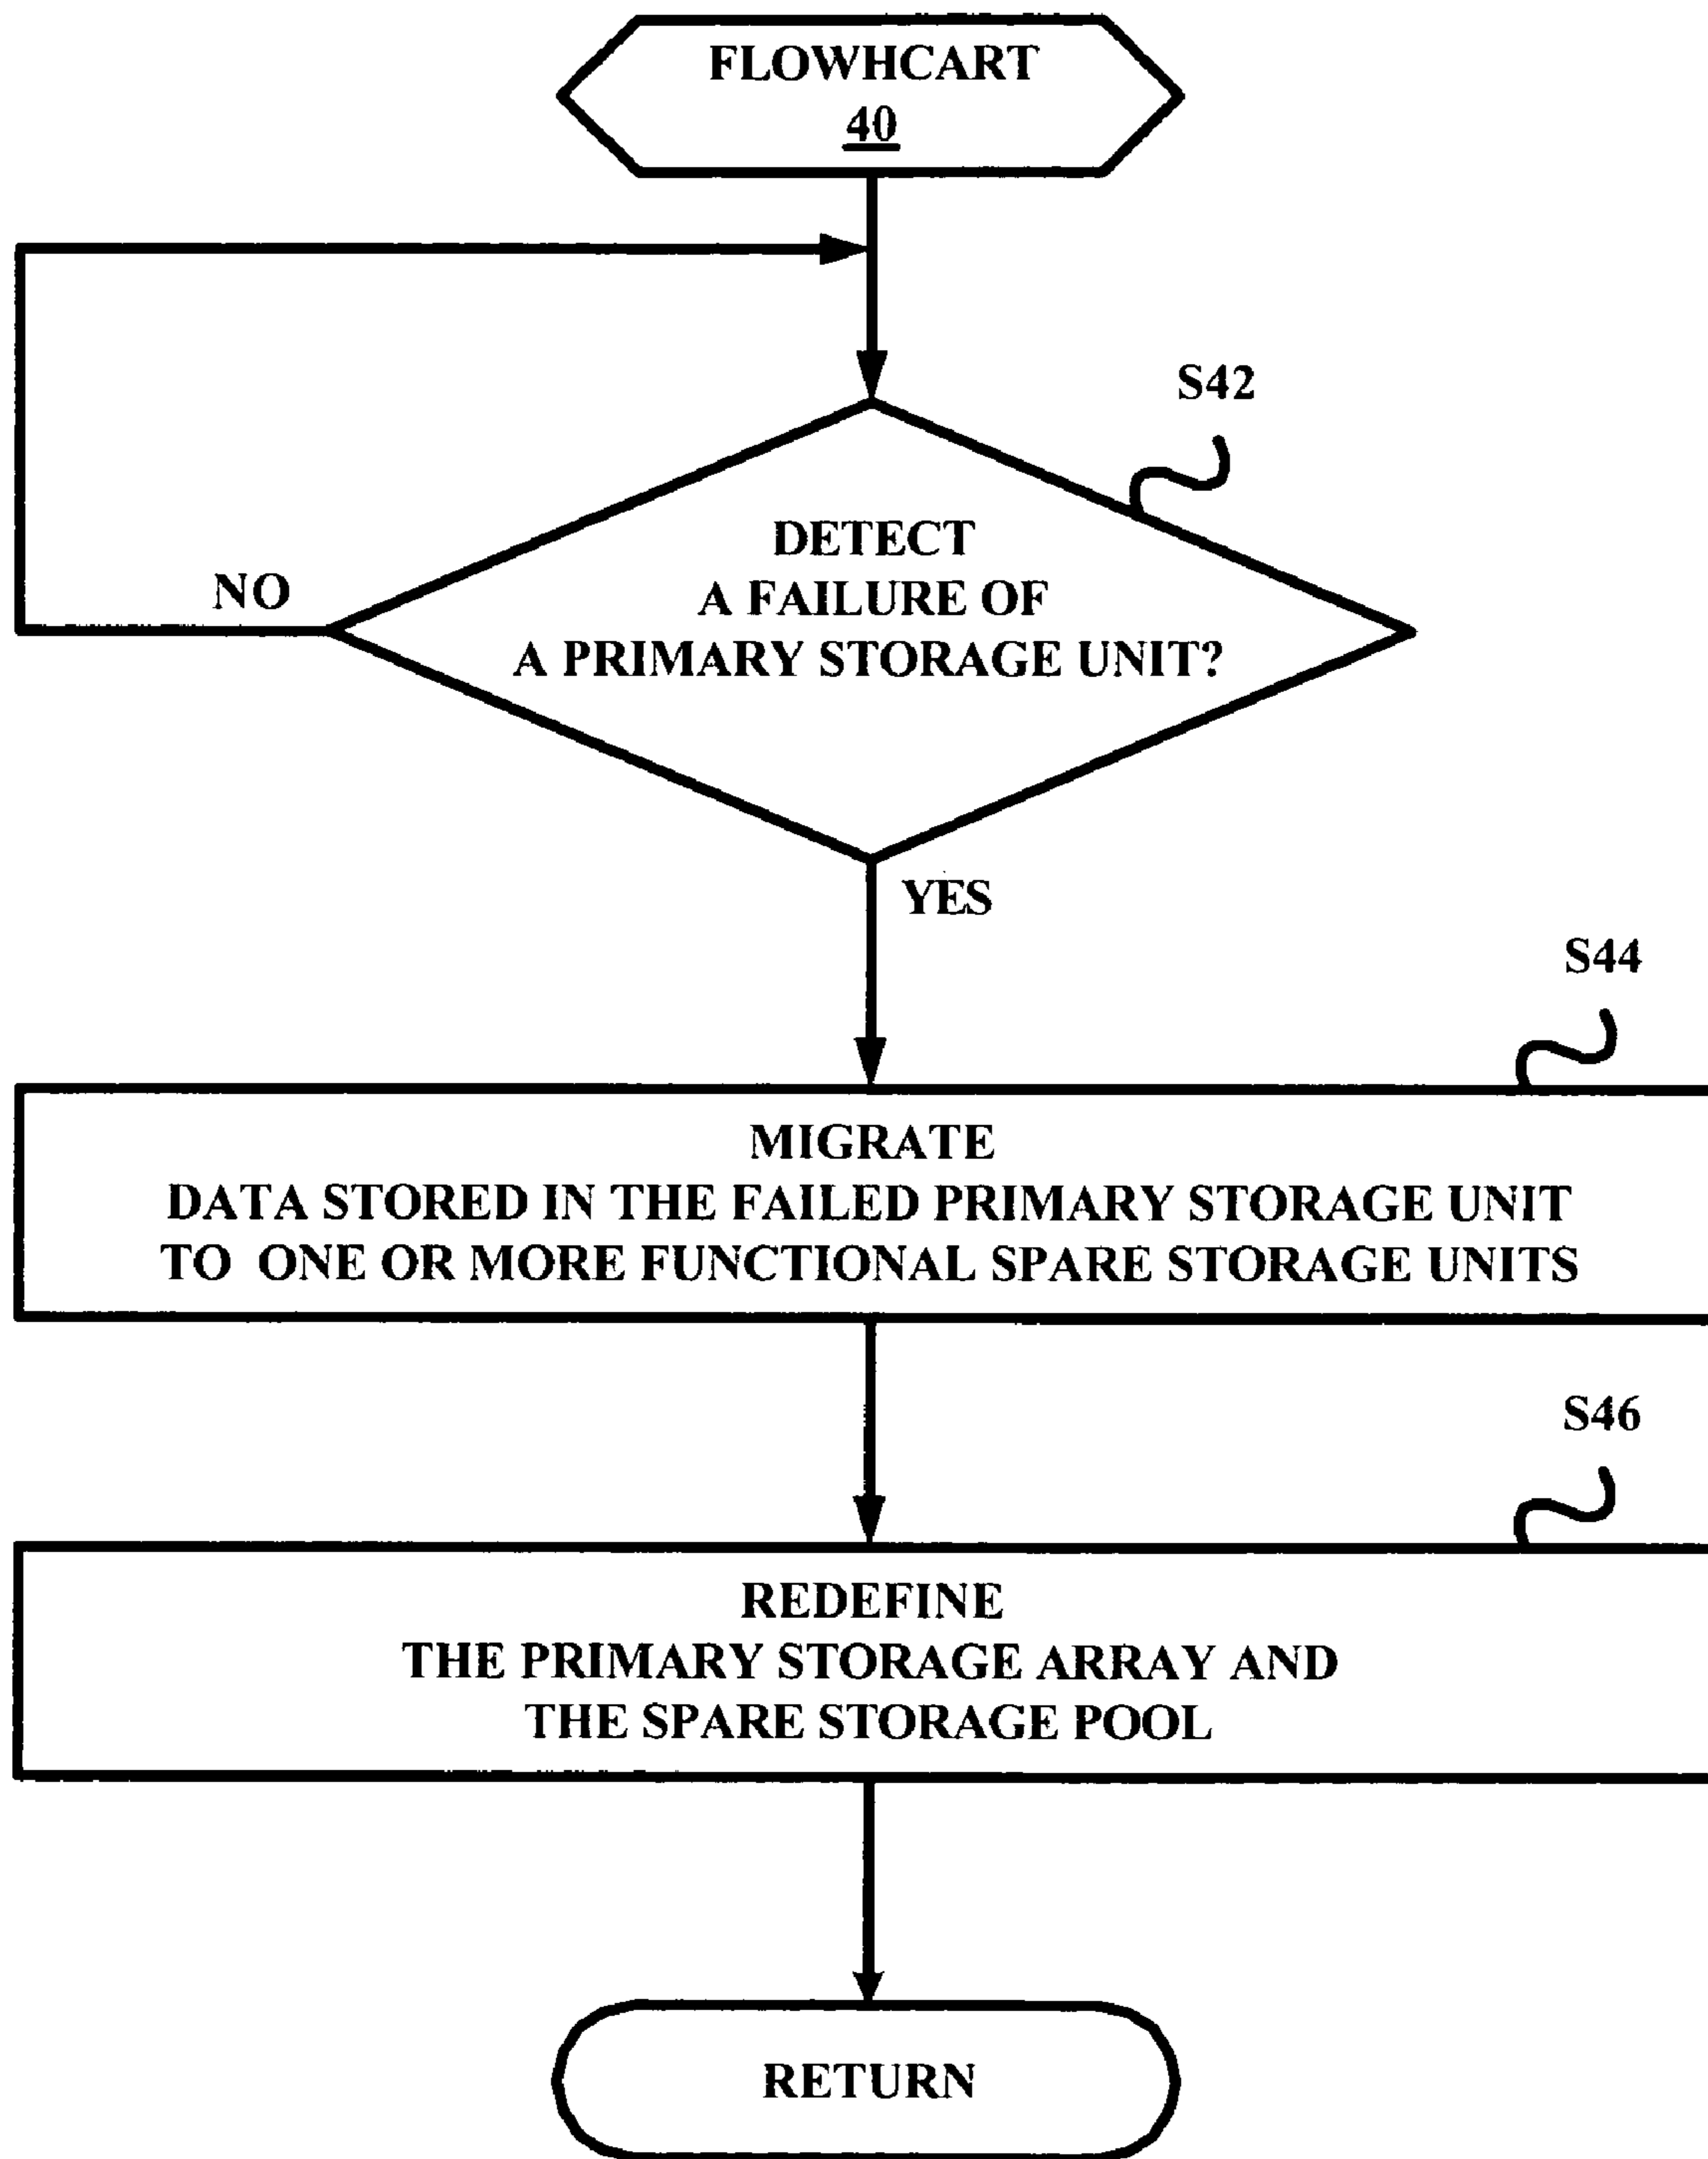 FLOWHCART
40
S42
DETECT
A FAILURE OF
A PRIMARY STORAGE UNIT?
NO
YES
S44
MIGRATE
DATA STORED IN THE FAILED PRIMARY STORAGE UNIT
TO ONE OR MORE FUNCTIONAL SPARE STORAGE UNITS
S46
REDEFINE
THE PRIMARY STORAGE ARRAY AND
THE SPARE STORAGE POOL
RETURN